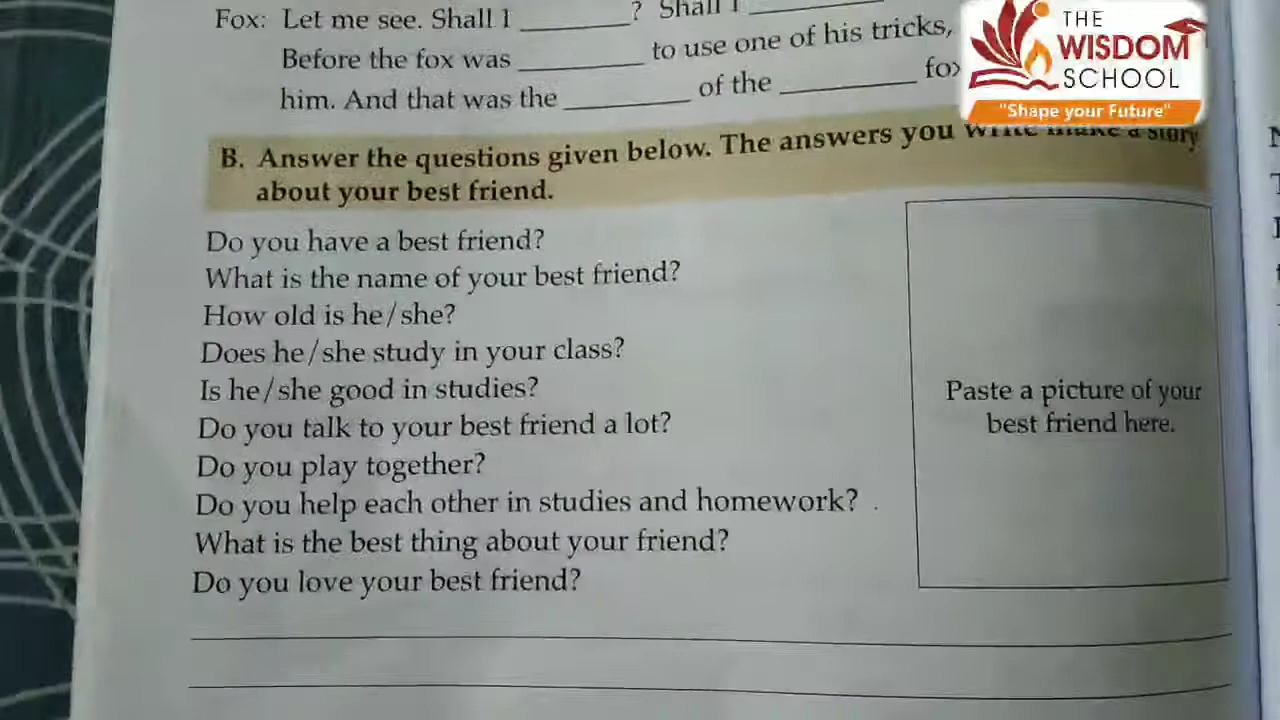 Fox: Let me see. Shall I ________? Shall I ________
Before the fox was ________ to use one of his tricks,
him. And that was the ________ of the ________ fox
THE
WISDOM
SCHOOL
"Shape your Future"
B. Answer the questions given below. The answers you write make a story
about your best friend.
Do you have a best friend?
What is the name of your best friend?
How old is he/she?
Does he/she study in your class?
Is he/she good in studies?
Do you talk to your best friend a lot?
Do you play together?
Do you help each other in studies and homework?
What is the best thing about your friend?
Do you love your best friend?
Paste a picture of your
best friend here.